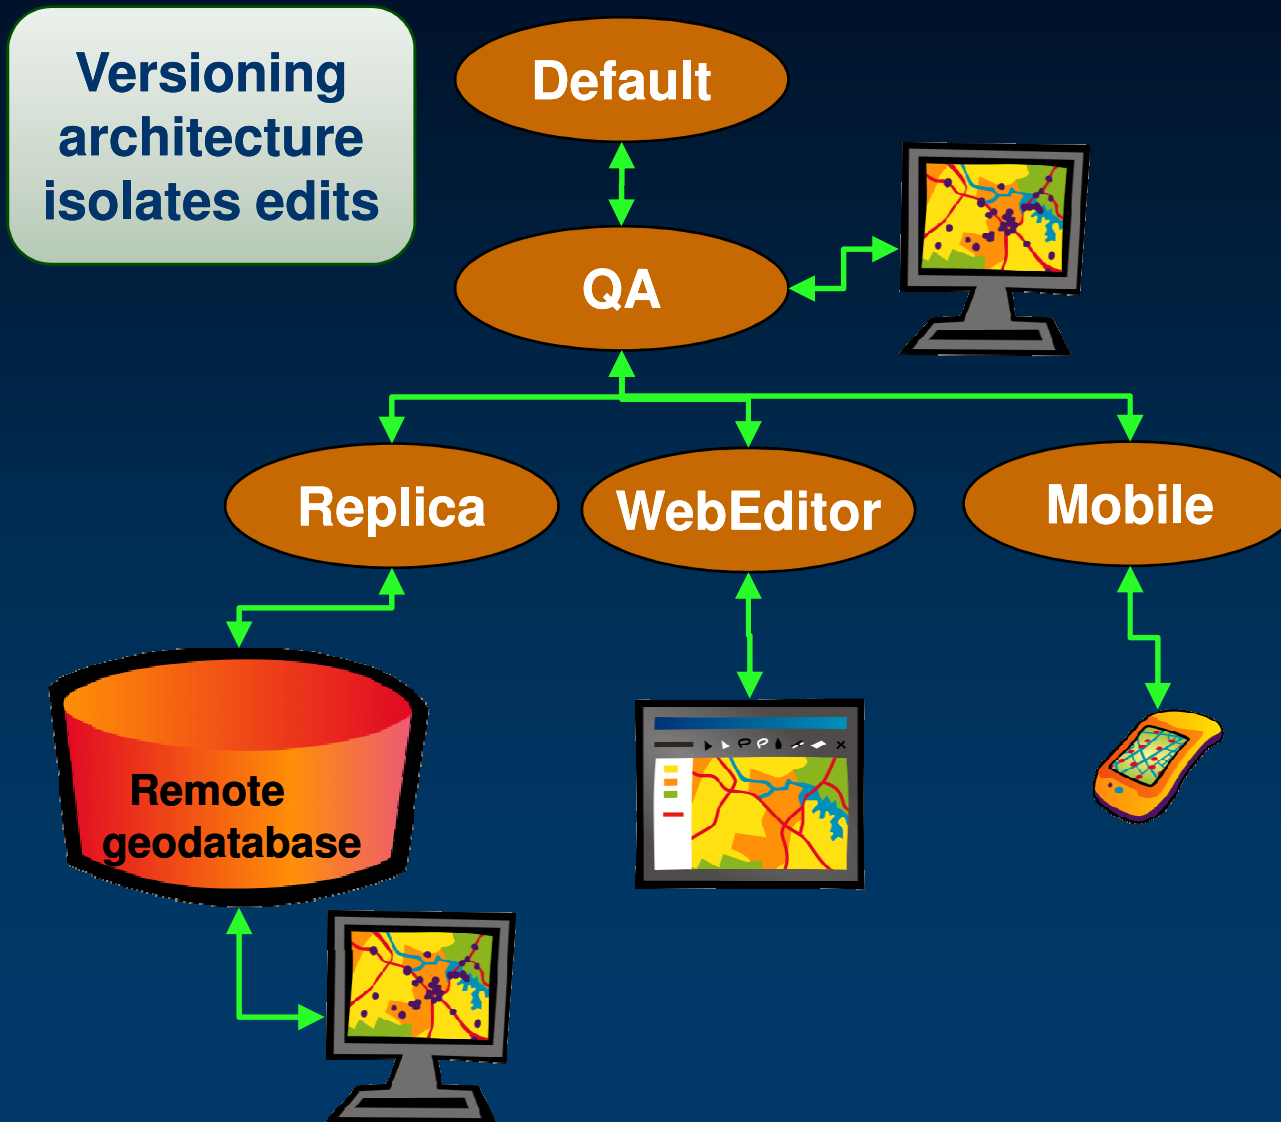 Versioning
architecture
isolates edits
Default
QA
Replica
WebEditor
Mobile
Remote
geodatabase